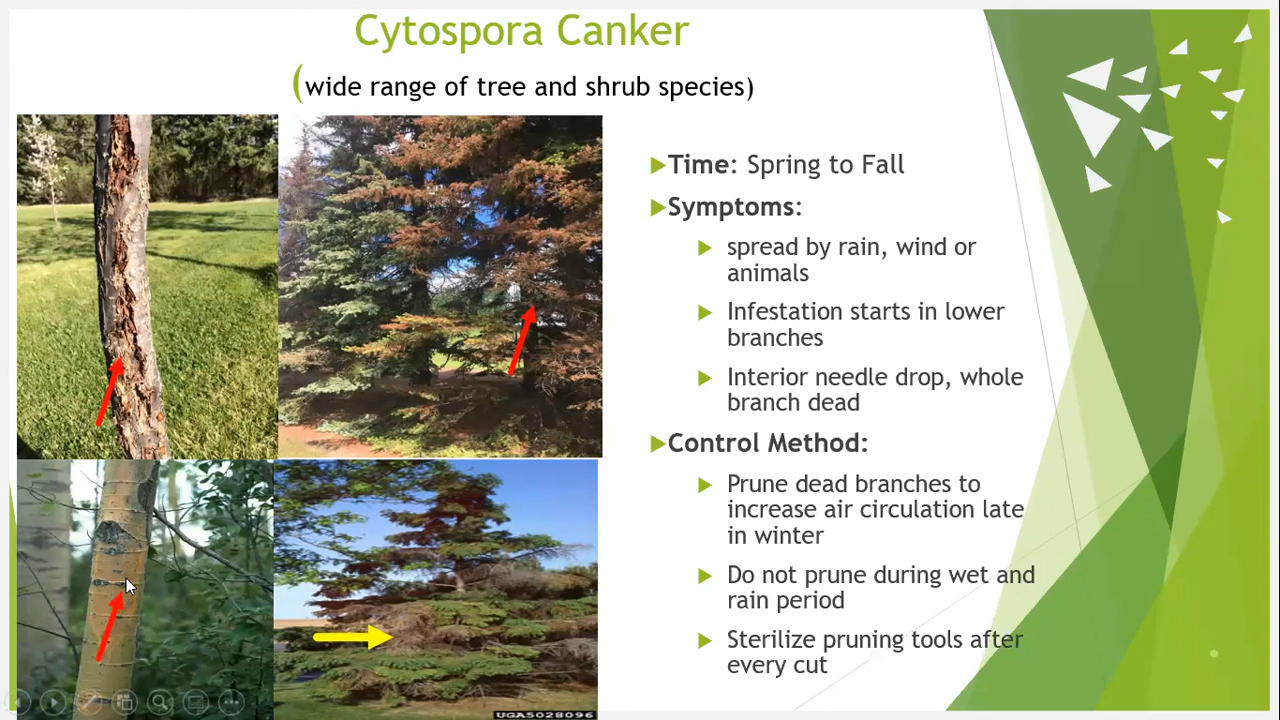 Cytospora Canker
(wide range of tree and shrub species)
Time: Spring to Fall
Symptoms:
spread by rain, wind or
animals
Infestation starts in lower
branches
Interior needle drop, whole
branch dead
Control Method:
Prune dead branches to
increase air circulation late
in winter
Do not prune during wet and
rain period
Sterilize pruning tools after
every cut
UGA5028096